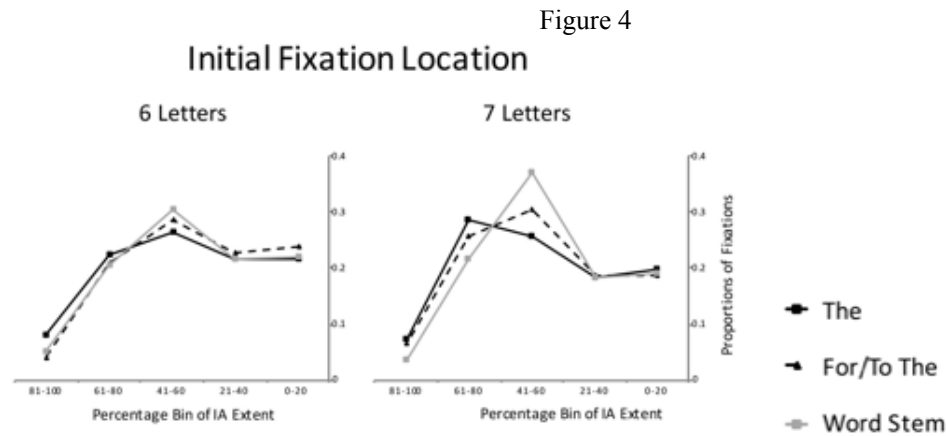 Figure 4
Initial Fixation Location
6 Letters
7 Letters
0.4
0.3
0.2
0.1
0
81-100 61-80 41-60 21-40 0-20
Percentage Bin of IA Extent
0.4
0.3
0.2
0.1
0
Proportions of Fixations
81-100 61-80 41-60 21-40 0-20
Percentage Bin of IA Extent
The
For/To The
Word Stem